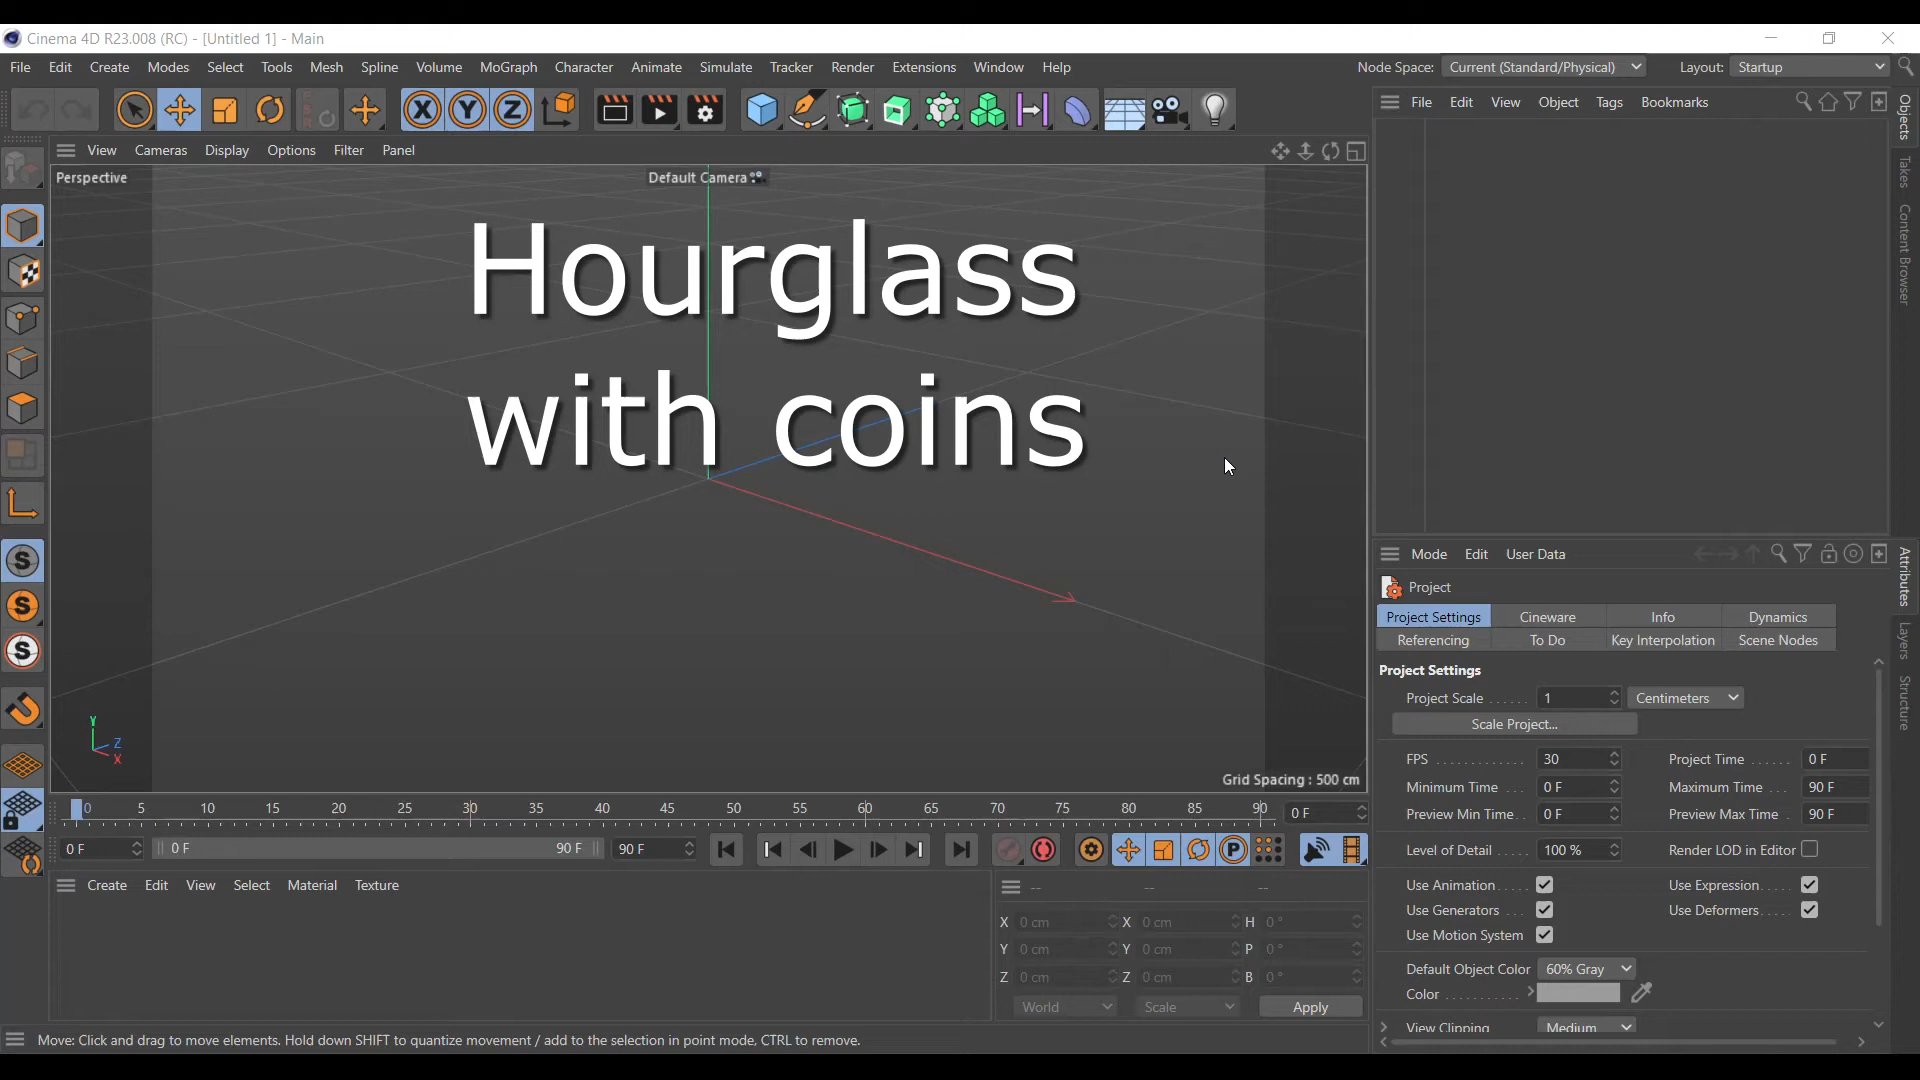 Cinema 4D R23.008 (RC) - [Untitled 1] - Main
File Edit Create Modes Select Tools Mesh Spline Volume MoGraph Character Animate Simulate Tracker Render Extensions Window Help Node Space: Current (Standard/Physical) Layout: Startup
X Y Z
File Edit View Object Tags Bookmarks
View Cameras Display Options Filter Panel
Perspective
Default Camera
Hourglass
with coins
Y
Z
X
Grid Spacing : 500 cm
Objects
Takes
Content Browser
Mode Edit User Data
Project
Project Settings Cineware Info Dynamics
Referencing To Do Key Interpolation Scene Nodes
Project Settings
Project Scale 1 Centimeters
Scale Project...
FPS 30 Project Time 0 F
Minimum Time 0 F Maximum Time 90 F
Preview Min Time 0 F Preview Max Time 90 F
Level of Detail 100 % Render LOD in Editor
Use Animation Use Expression
Use Generators Use Deformers
Use Motion System
Default Object Color 60% Gray
Color
View Clipping Medium
Attributes
Layers
Structure
0 5 10 15 20 25 30 35 40 45 50 55 60 65 70 75 80 85 90 0 F
0 F 0 F 90 F 90 F
Create Edit View Select Material Texture
-- -- --
X 0 cm X 0 cm H 0 °
Y 0 cm Y 0 cm P 0 °
Z 0 cm Z 0 cm B 0 °
World Scale Apply
Move: Click and drag to move elements. Hold down SHIFT to quantize movement / add to the selection in point mode, CTRL to remove.